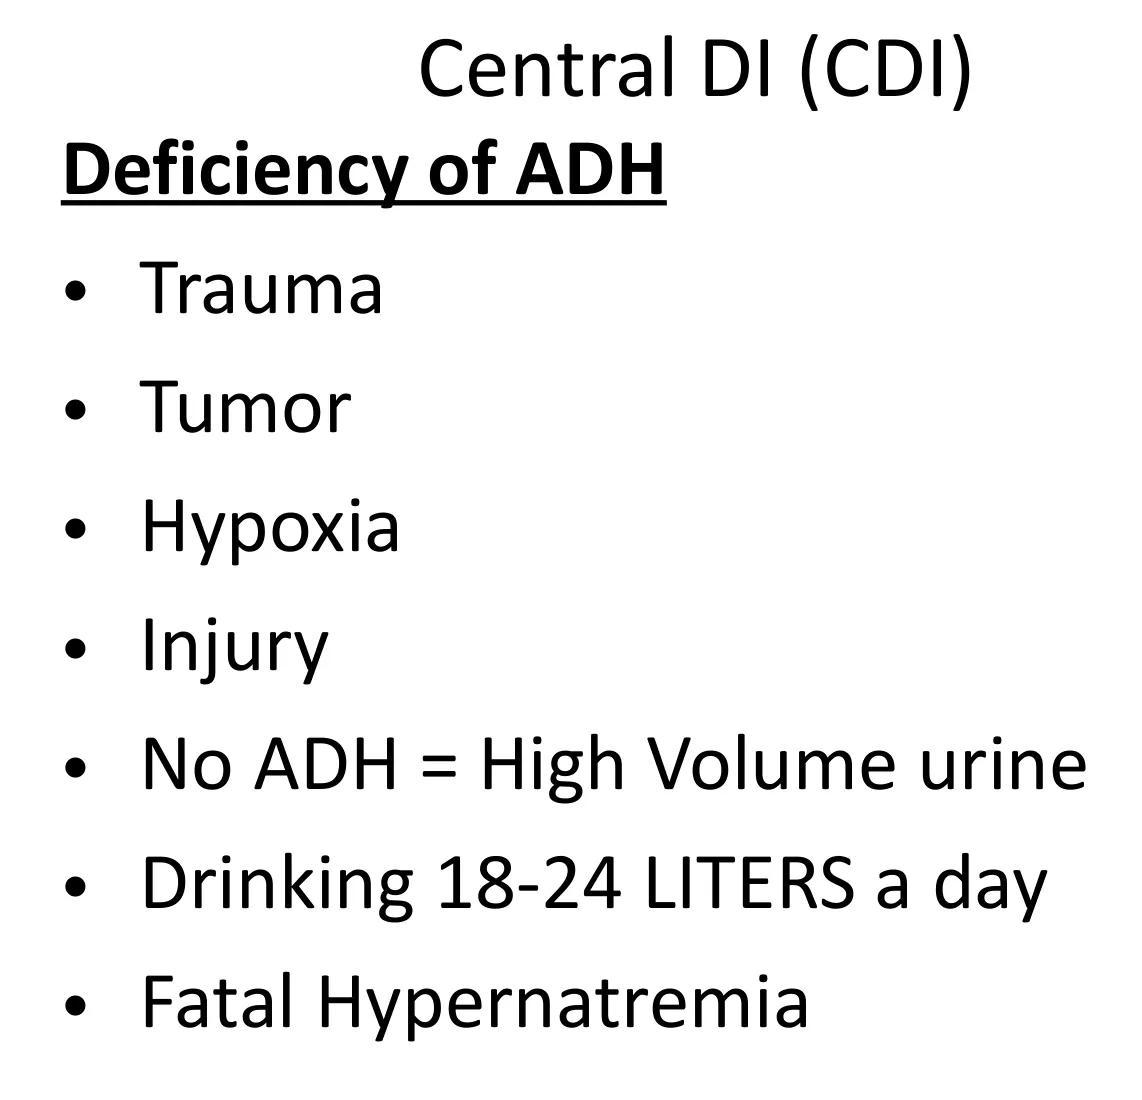 Central DI (CDI)
Deficiency of ADH
• Trauma
• Tumor
• Hypoxia
• Injury
• No ADH = High Volume urine
• Drinking 18-24 LITERS a day
• Fatal Hypernatremia